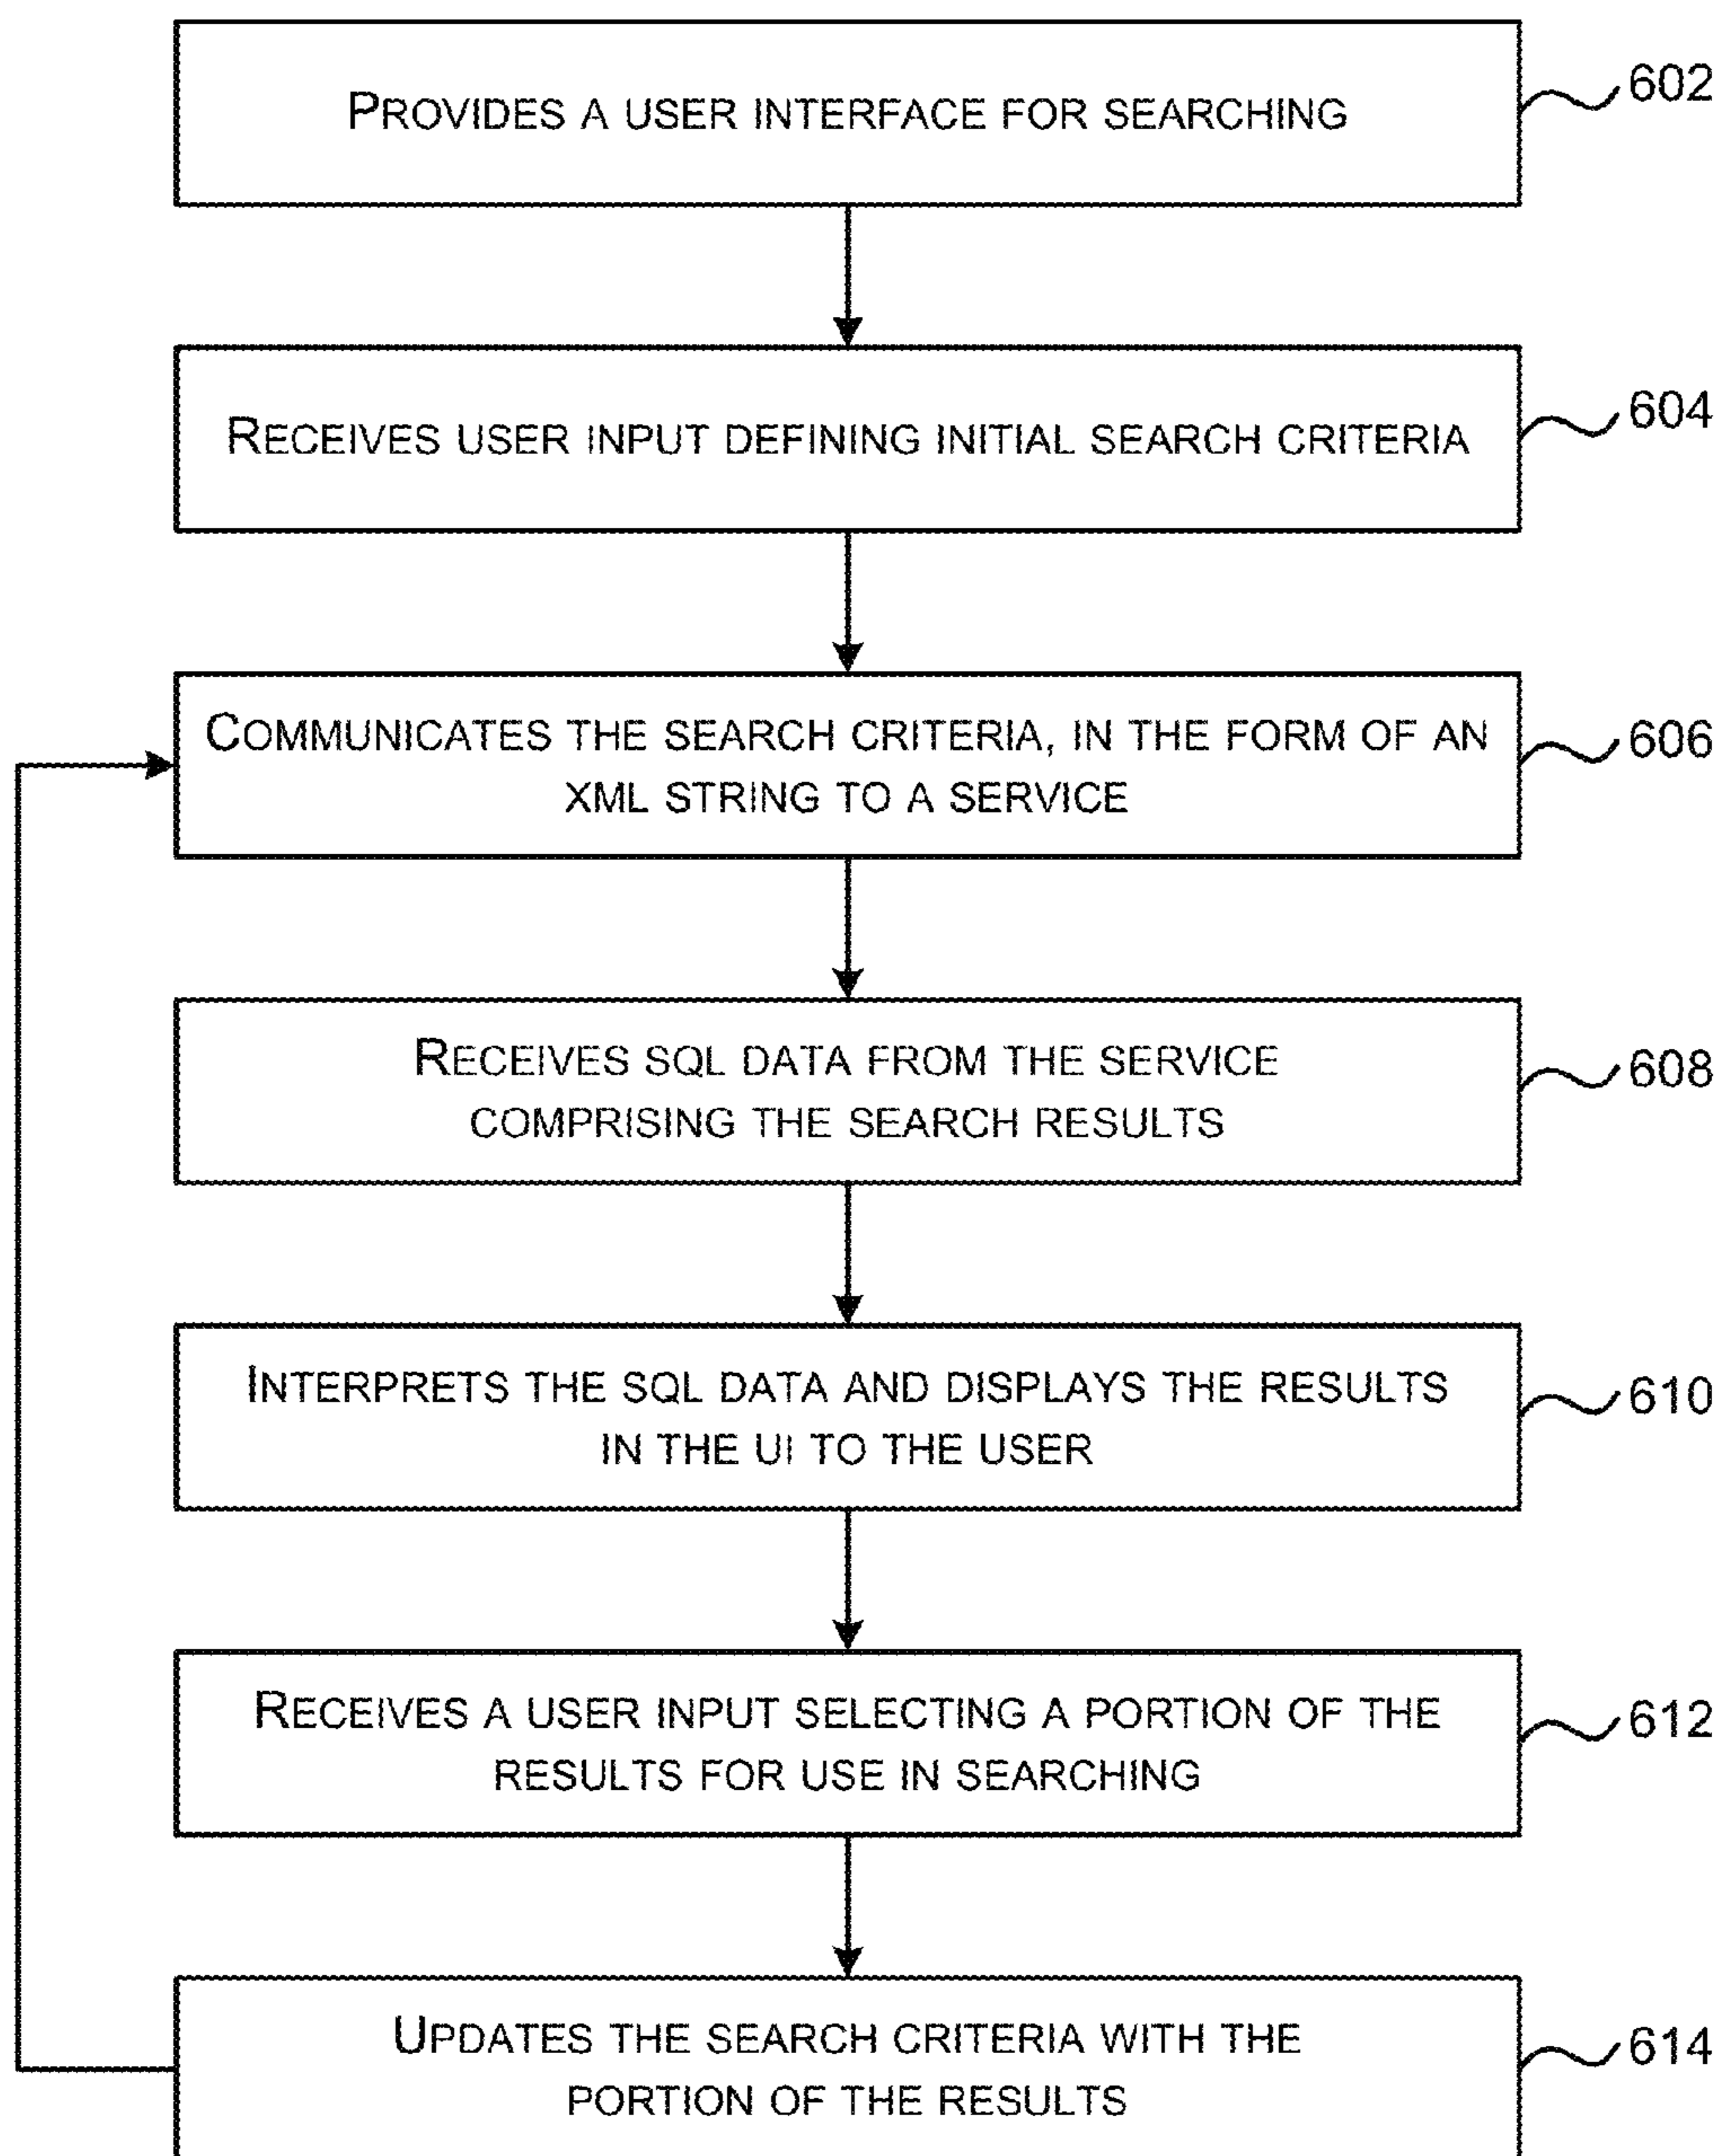 PROVIDES A USER INTERFACE FOR SEARCHING
602
RECEIVES USER INPUT DEFINING INITIAL SEARCH CRITERIA
604
COMMUNICATES THE SEARCH CRITERIA, IN THE FORM OF AN
XML STRING TO A SERVICE
606
RECEIVES SQL DATA FROM THE SERVICE
COMPRISING THE SEARCH RESULTS
608
INTERPRETS THE SQL DATA AND DISPLAYS THE RESULTS
IN THE UI TO THE USER
610
RECEIVES A USER INPUT SELECTING A PORTION OF THE
RESULTS FOR USE IN SEARCHING
612
UPDATES THE SEARCH CRITERIA WITH THE
PORTION OF THE RESULTS
614